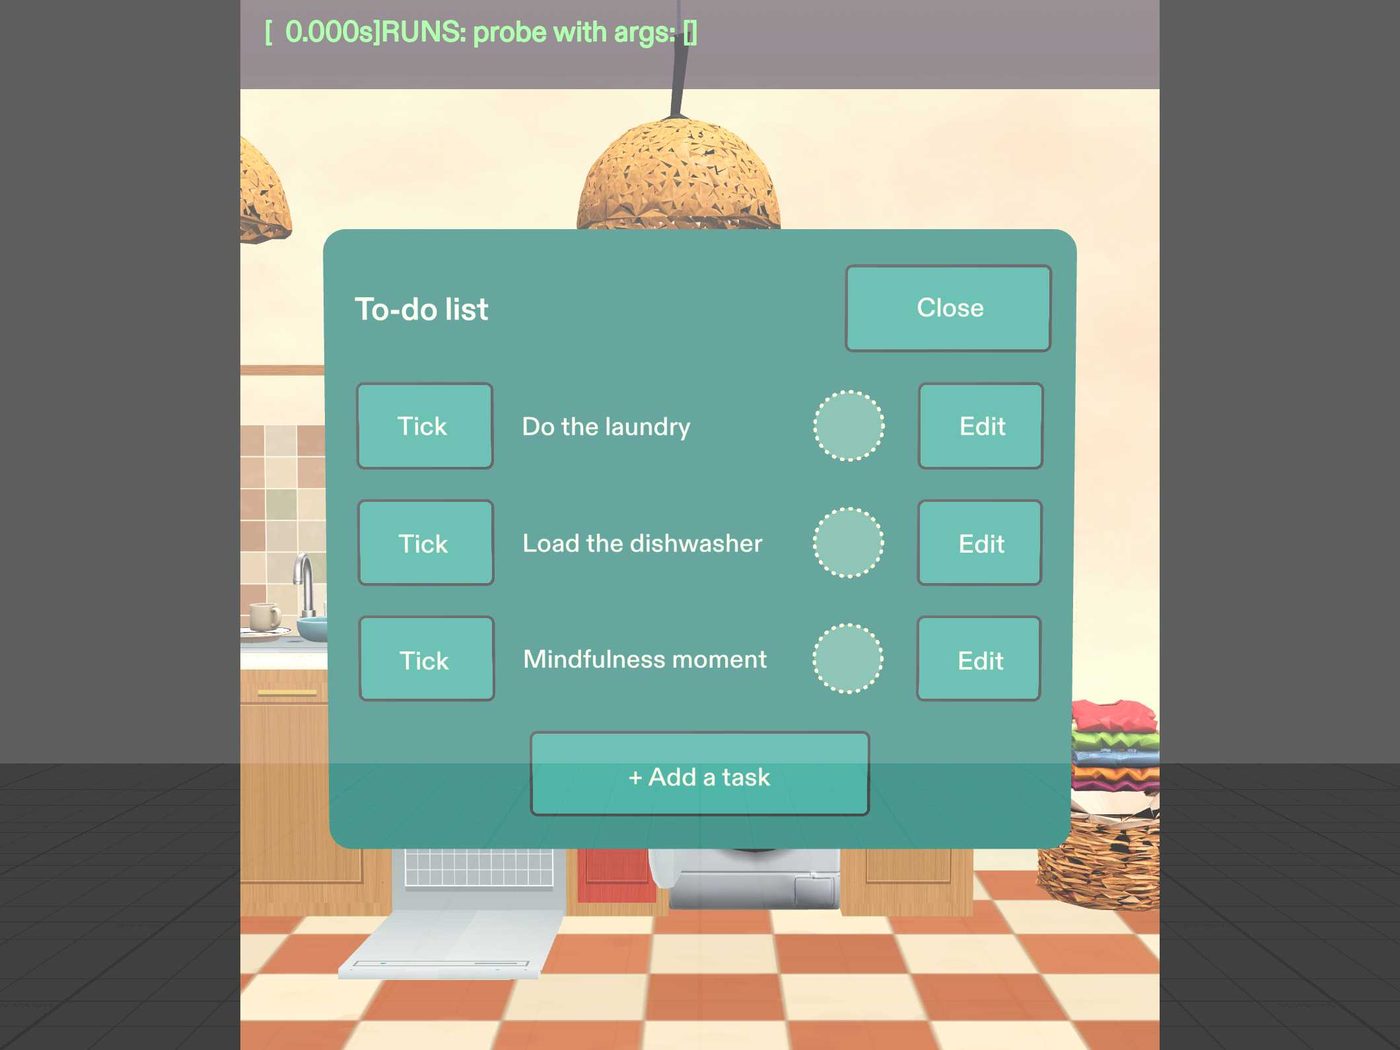 [  0.000s]RUNS: probe with args: []
To-do list
Close
Tick
Do the laundry
Edit
Tick
Load the dishwasher
Edit
Tick
Mindfulness moment
Edit
+ Add a task